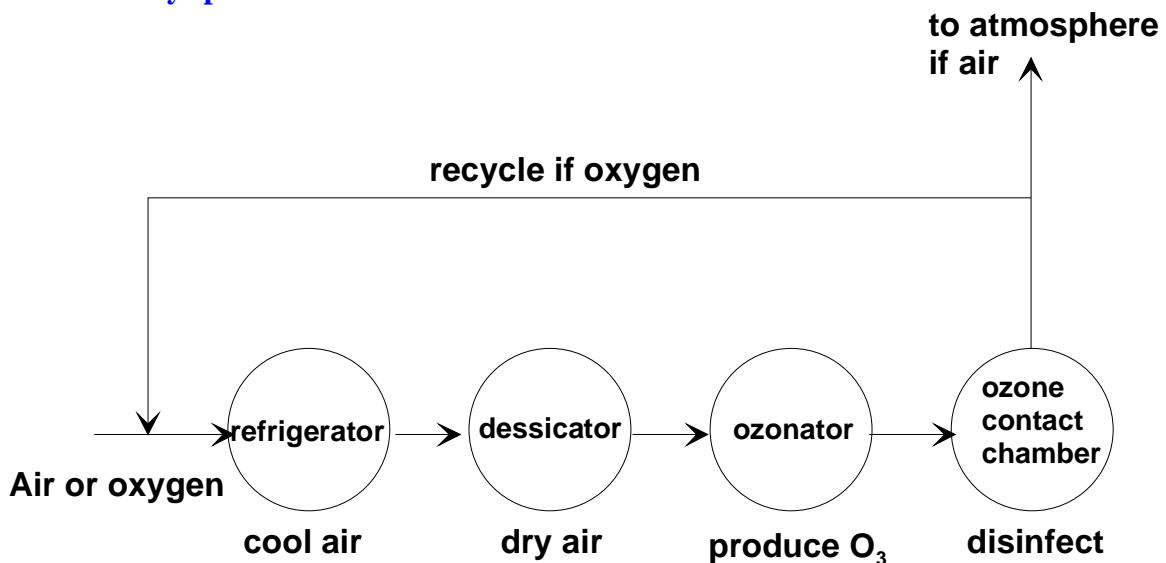 to atmosphere
if air
recycle if oxygen
refrigerator
dessicator
ozonator
ozone
contact
chamber
Air or oxygen
cool air
dry air
produce O₃
disinfect